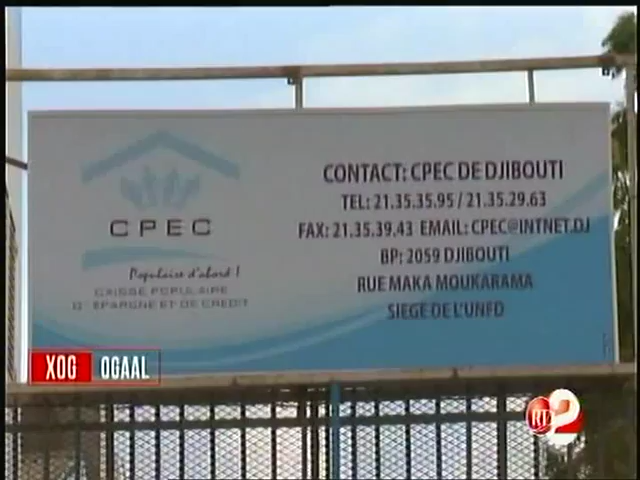 CPEC
Populaire d'abord !
CAISSE POPULAIRE
D'EPARGNE ET DE CREDIT
CONTACT: CPEC DE DJIBOUTI
TEL: 21.35.35.95 / 21.35.29.63
FAX: 21.35.39.43 EMAIL: CPEC@INTNET.DJ
BP: 2059 DJIBOUTI
RUE MAKA MOUKARAMA
SIEGE DE L'UNFD
XOG OGAAL
RTD 2